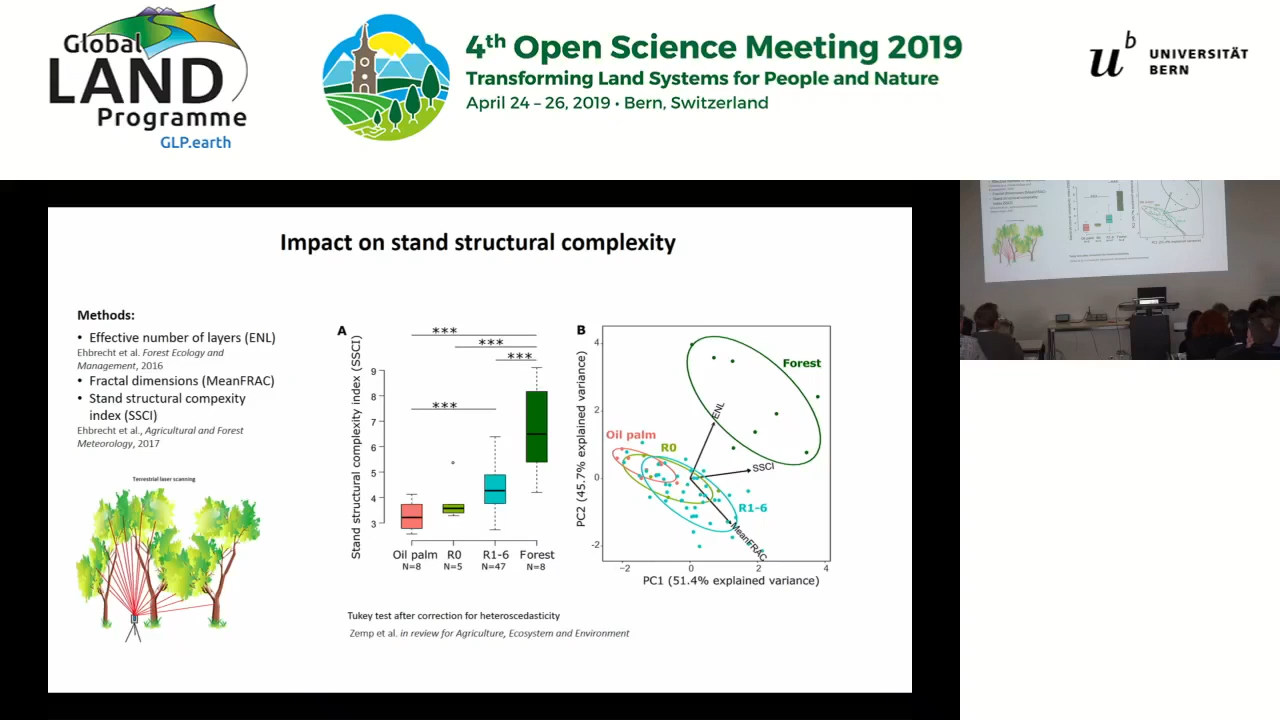 Global
LAND
Programme
GLP.earth
4th Open Science Meeting 2019
Transforming Land Systems for People and Nature
April 24 – 26, 2019 • Bern, Switzerland
u b
UNIVERSITÄT
BERN
Impact on stand structural complexity
Methods:
• Effective number of layers (ENL)
Ehbrecht et al. Forest Ecology and
Management, 2016
• Fractal dimensions (MeanFRAC)
• Stand structural compexity
index (SSCI)
Ehbrecht et al., Agricultural and Forest
Meteorology, 2017
Terrestrial laser scanning
A
Stand structural complexity index (SSCI)
9
8
7
6
5
4
3
***
***
***
***
Oil palm R0 R1-6 Forest
N=8 N=5 N=47 N=8
B
PC2 (45.7% explained variance)
4
2
0
-2
Forest
ENL
Oil palm
R0
SSCI
R1-6
MeanFRAC
-2 0 2 4
PC1 (51.4% explained variance)
Tukey test after correction for heteroscedasticity
Zemp et al. in review for Agriculture, Ecosystem and Environment